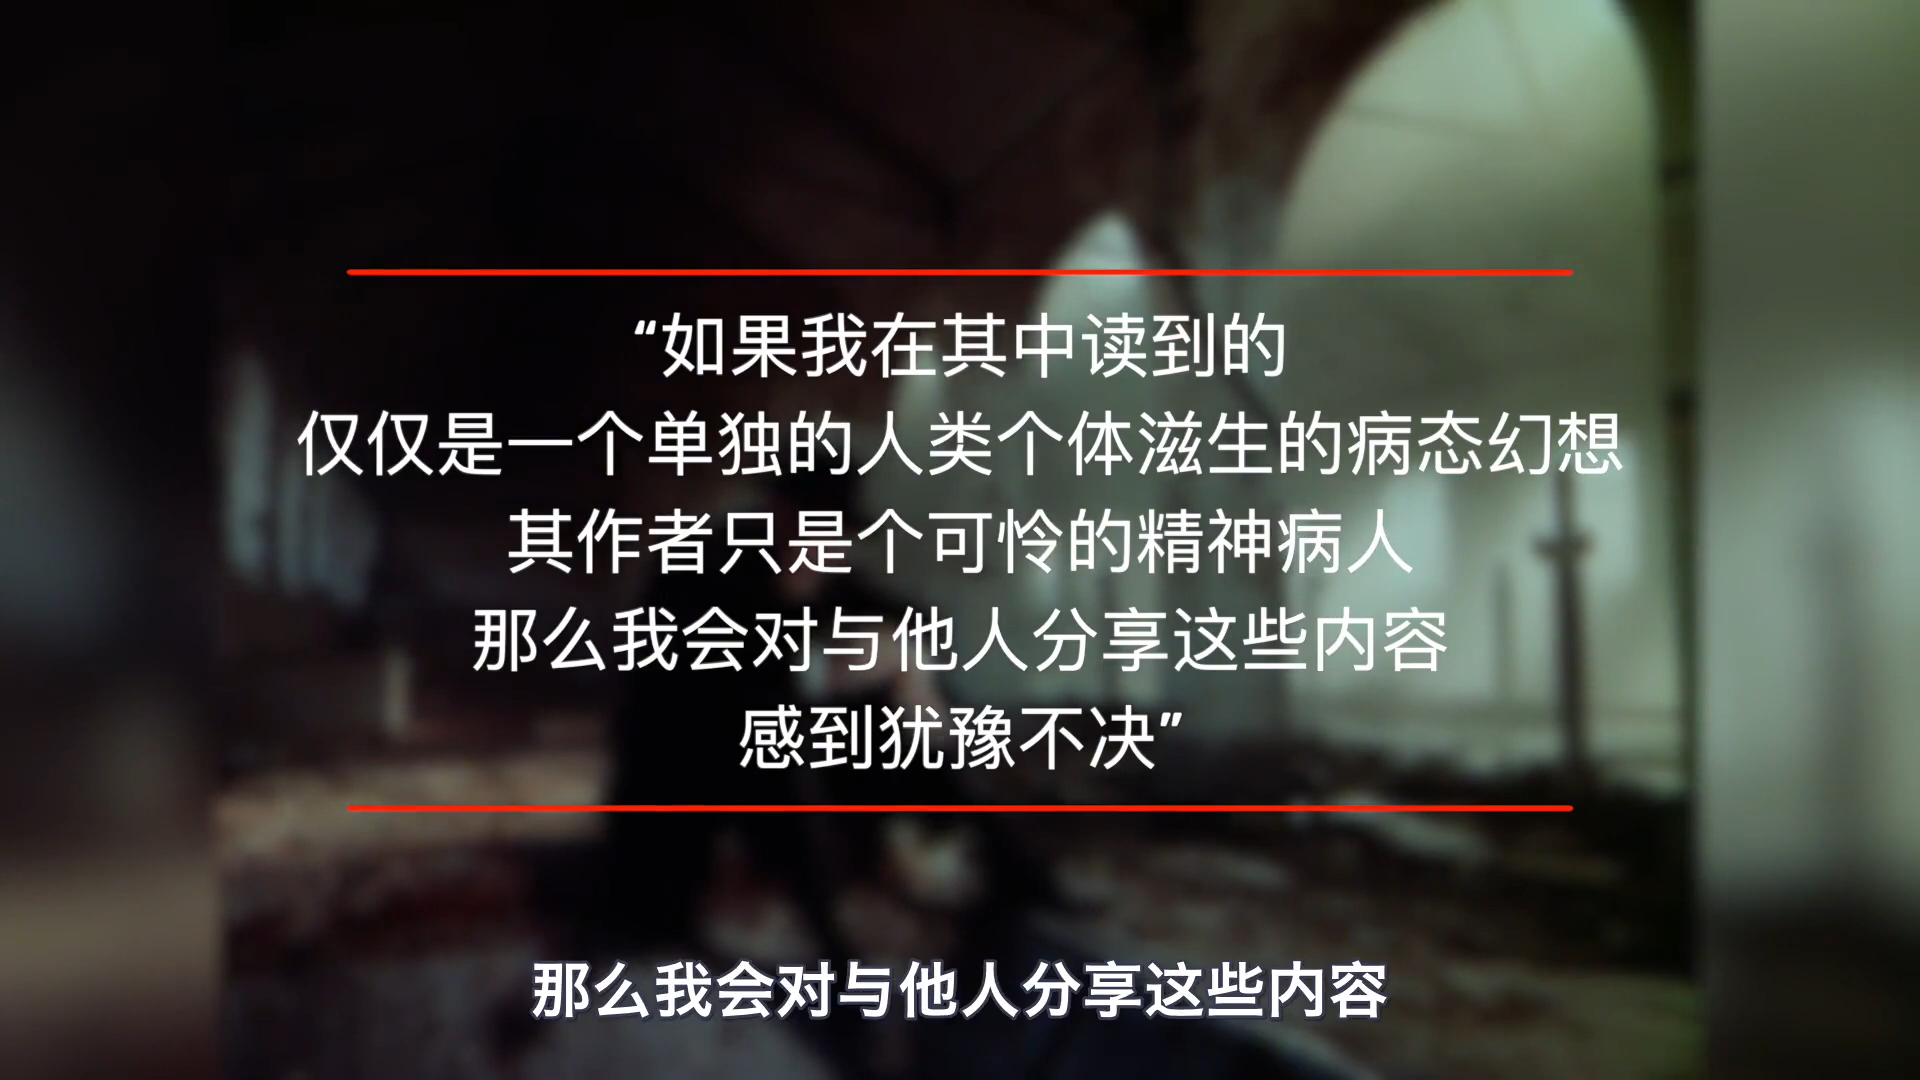 “如果我在其中读到的
仅仅是一个单独的人类个体滋生的病态幻想
其作者只是个可怜的精神病人
那么我会对与他人分享这些内容
感到犹豫不决”
那么我会对与他人分享这些内容